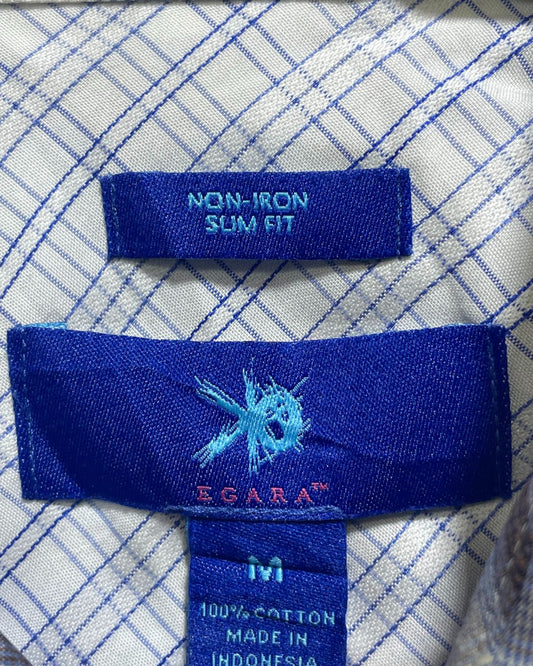 NON-IRON
SLIM FIT
EGARA™
M
100% COTTON
MADE IN
INDONESIA